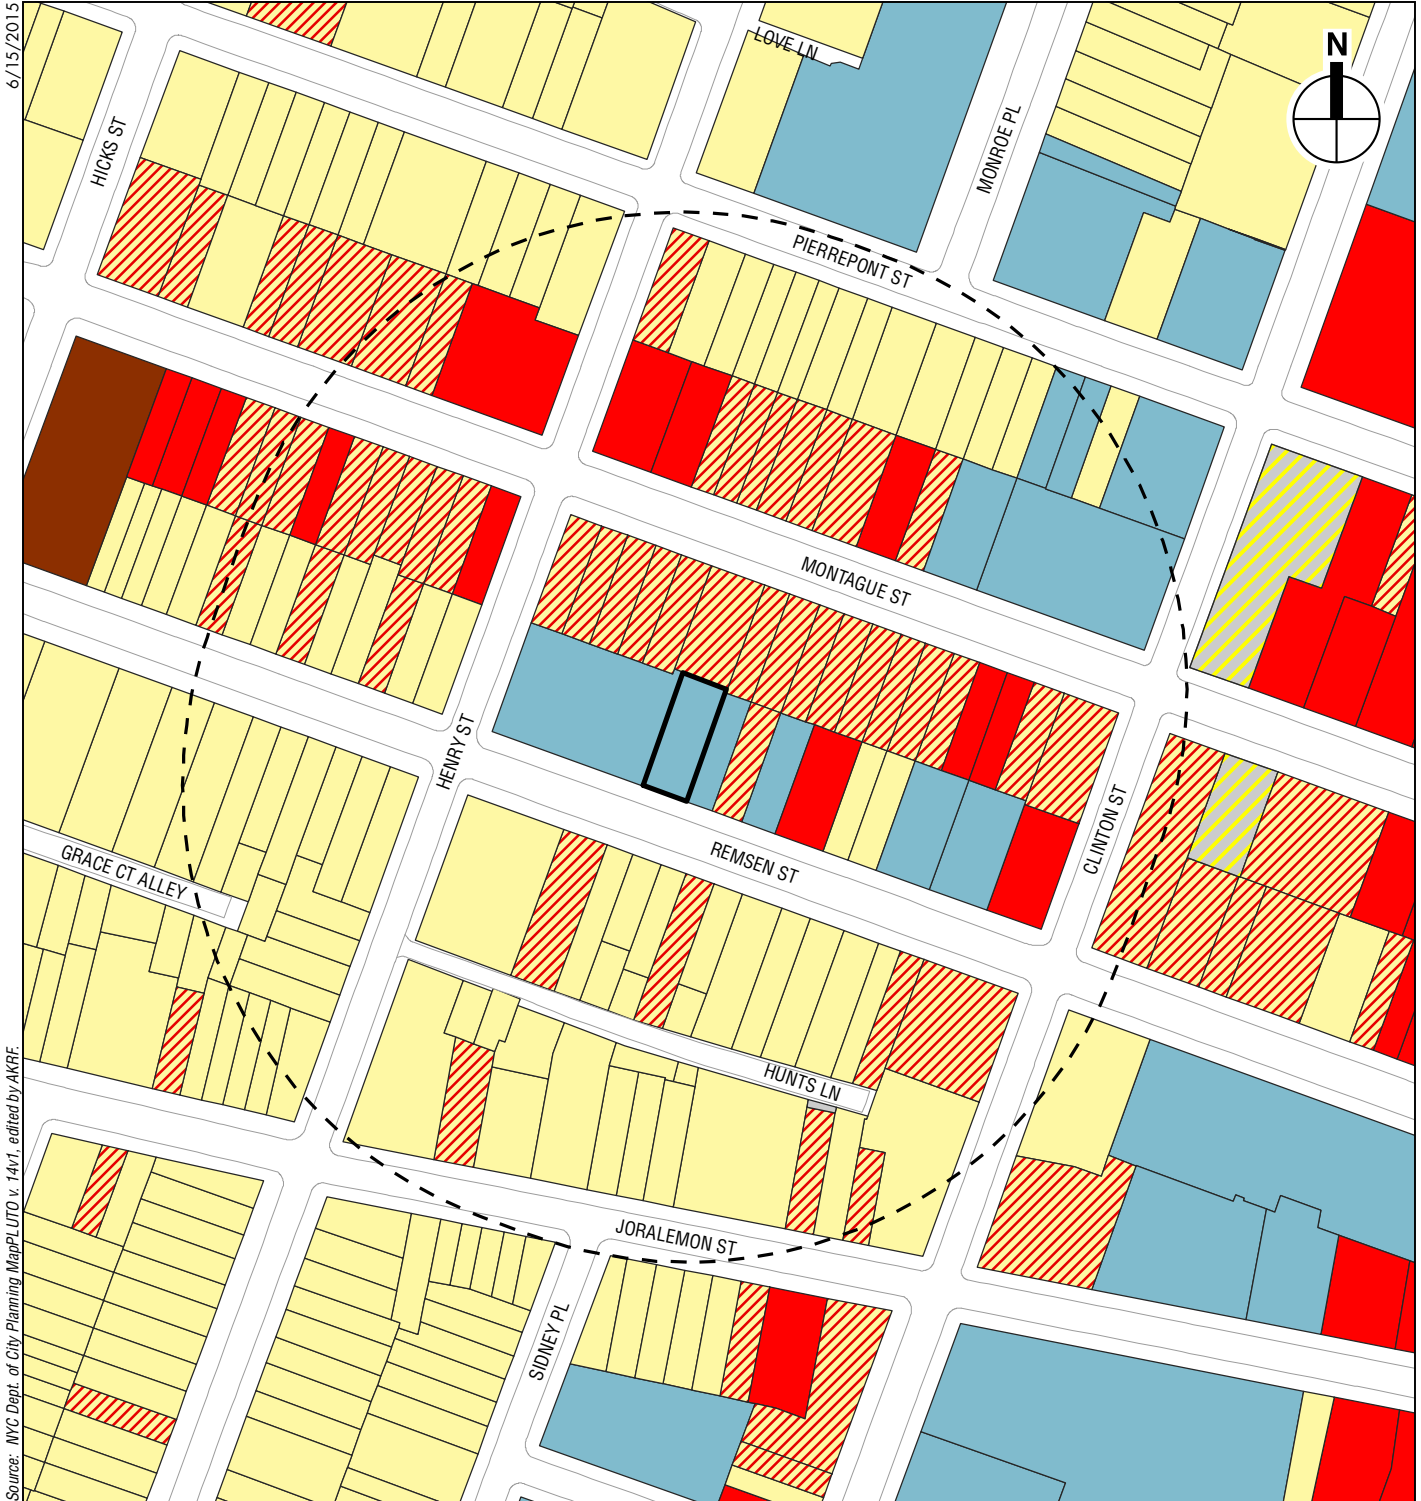 6/15/2015
N
LOVE LN
HICKS ST
MONROE PL
PIERREPONT ST
MONTAGUE ST
HENRY ST
CLINTON ST
REMSEN ST
GRACE CT ALLEY
HUNTS LN
JORALEMON ST
SIDNEY PL
Source: NYC Dept. of City Planning MapPLUTO v. 14v1, edited by AKRF.